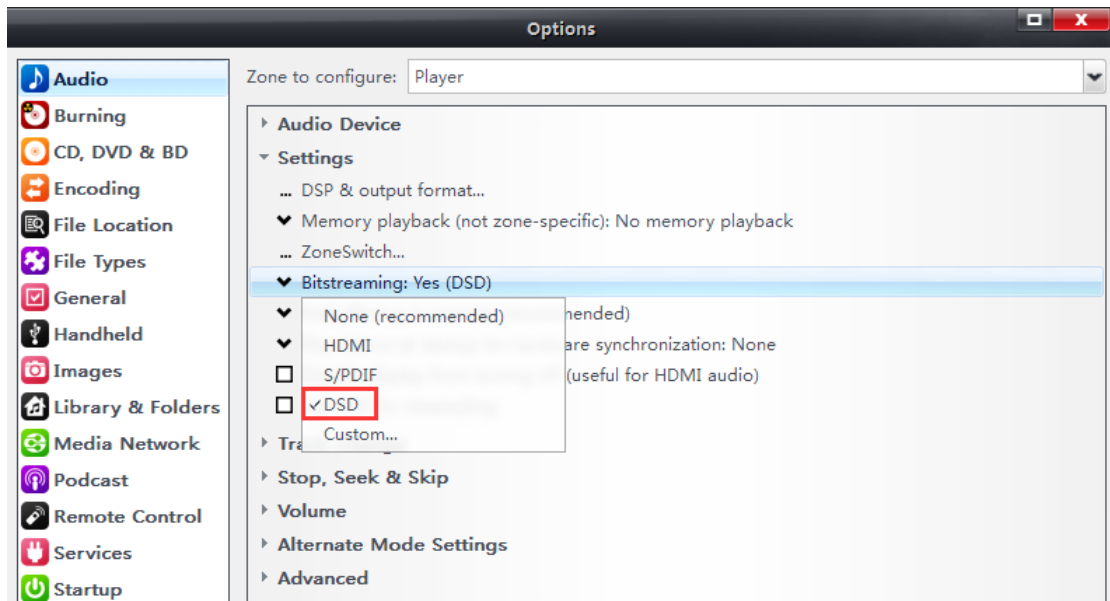 Options
X
Audio
Burning
CD, DVD & BD
Encoding
File Location
File Types
General
Handheld
Images
Library & Folders
Media Network
Podcast
Remote Control
Services
Startup
Zone to configure: Player
Audio Device
Settings
... DSP & output format...
Memory playback (not zone-specific): No memory playback
... ZoneSwitch...
Bitstreaming: Yes (DSD)
None (recommended)
HDMI
S/PDIF
✓DSD
Custom...
are synchronization: None
(useful for HDMI audio)
Stop, Seek & Skip
Volume
Alternate Mode Settings
Advanced